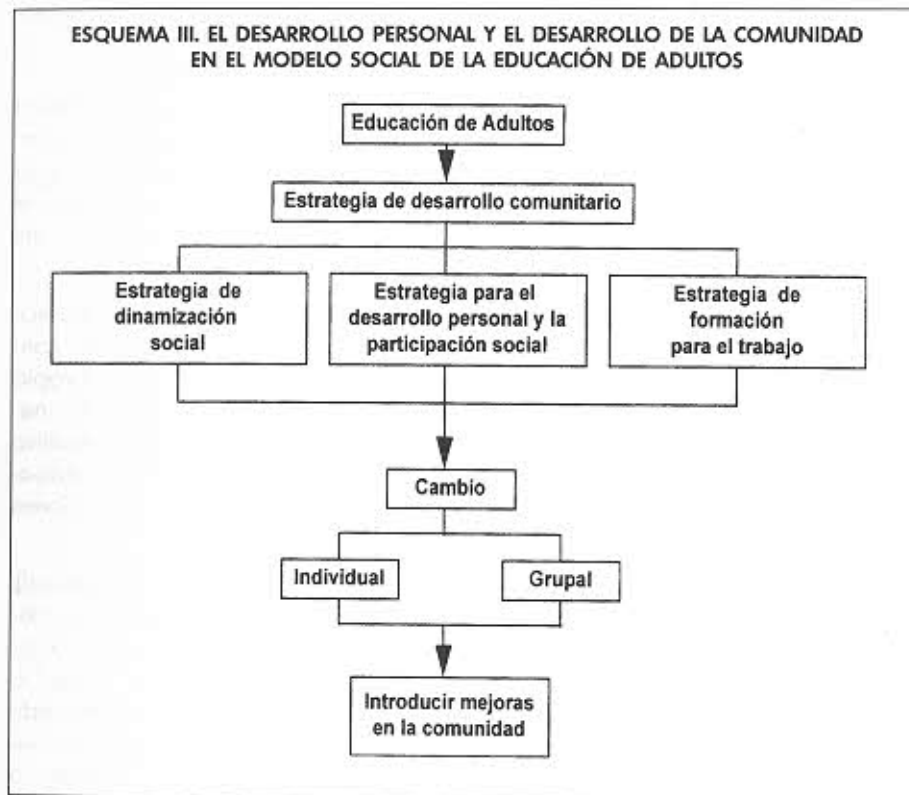 ESQUEMA III. EL DESARROLLO PERSONAL Y EL DESARROLLO DE LA COMUNIDAD
EN EL MODELO SOCIAL DE LA EDUCACIÓN DE ADULTOS
Educación de Adultos
Estrategia de desarrollo comunitario
Estrategia de
dinamización
social
Estrategia para el
desarrollo personal y la
participación social
Estrategia de
formación
para el trabajo
Cambio
Individual
Grupal
Introducir mejoras
en la comunidad